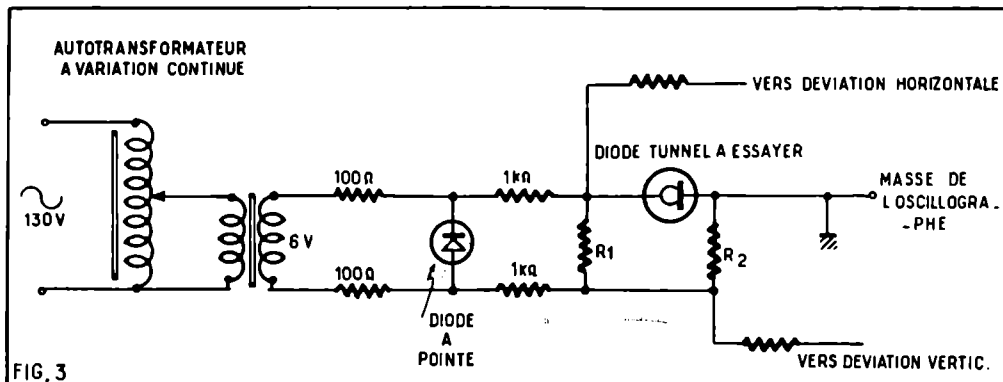 AUTOTRANSFORMATEUR
A VARIATION CONTINUE
VERS DEVIATION HORIZONTALE
DIODE TUNNEL A ESSAYER
100Ω
1kΩ
MASSE DE
L OSCILLOGRA_
_PHE
130V
6V
R1
R2
100Ω
1kΩ
DIODE
A
POINTE
VERS DEVIATION VERTIC.
FIG. 3